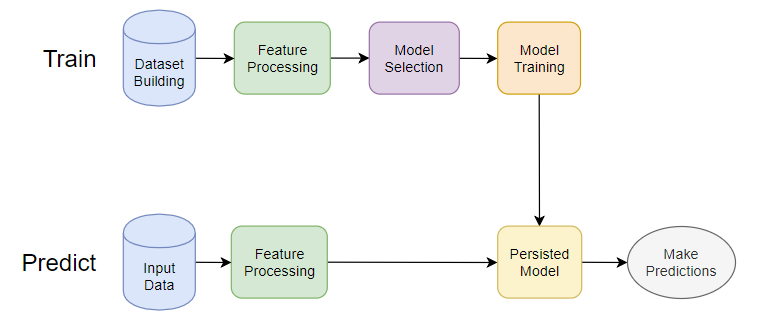 Train
Dataset
Building
Feature
Processing
Model
Selection
Model
Training
Predict
Input
Data
Feature
Processing
Persisted
Model
Make
Predictions